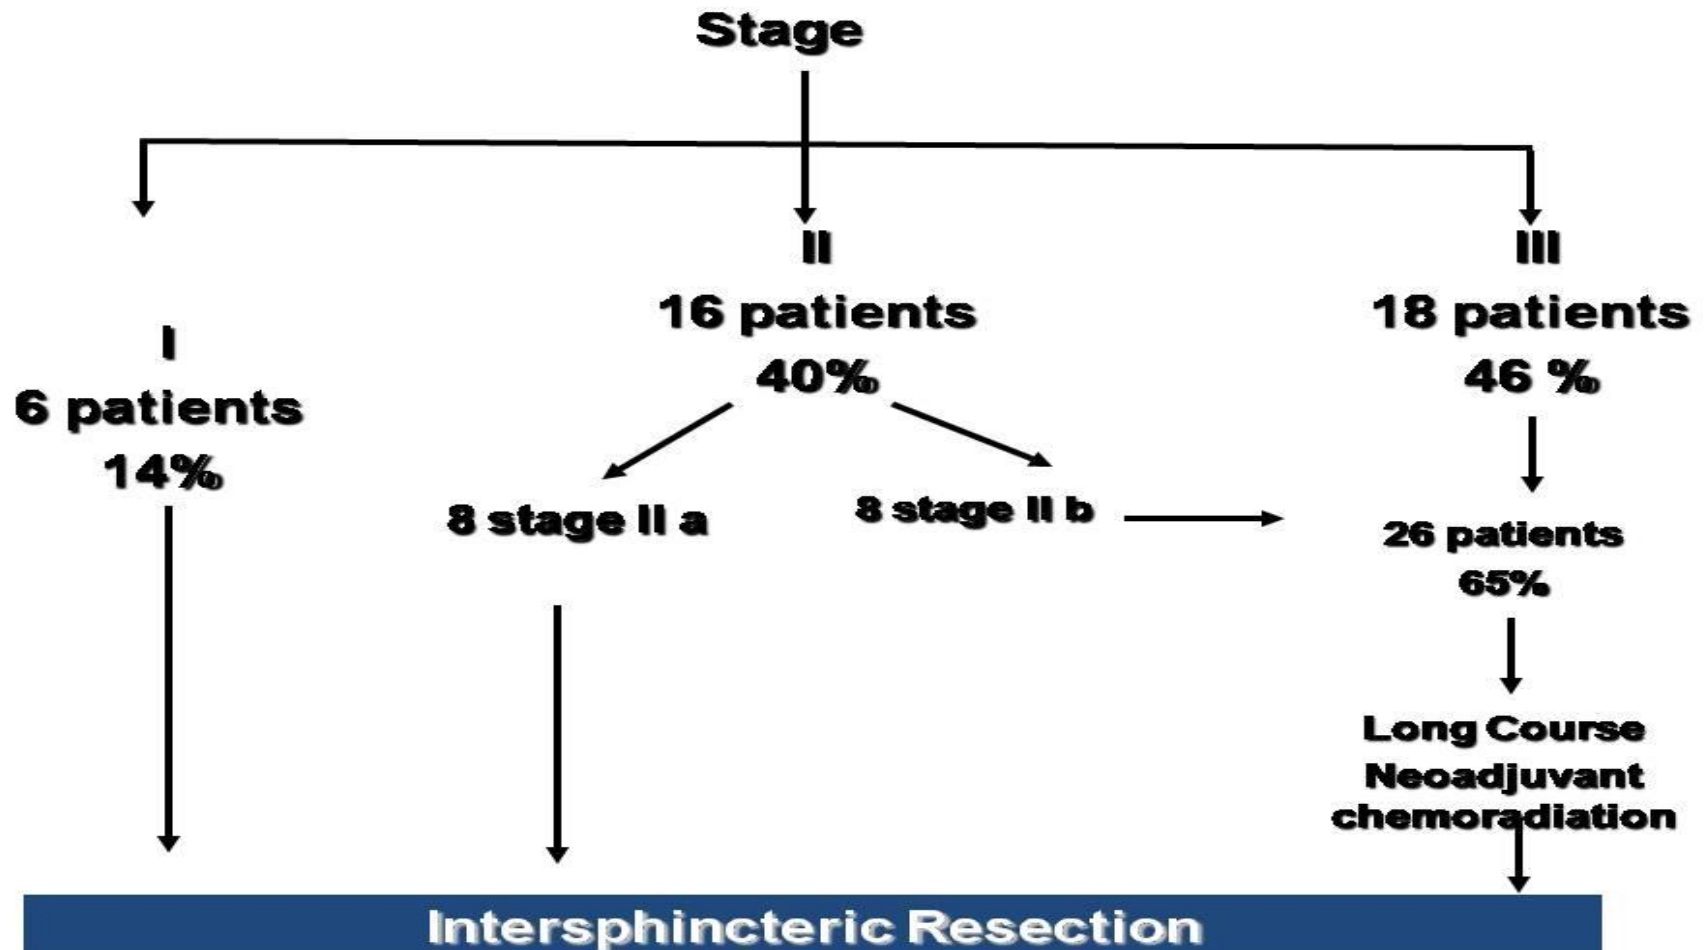 Stage
I
6 patients
14%
II
16 patients
40%
8 stage II a
8 stage II b
III
18 patients
46 %
26 patients
65%
Long Course
Neoadjuvant
chemoradiation
Intersphincteric Resection